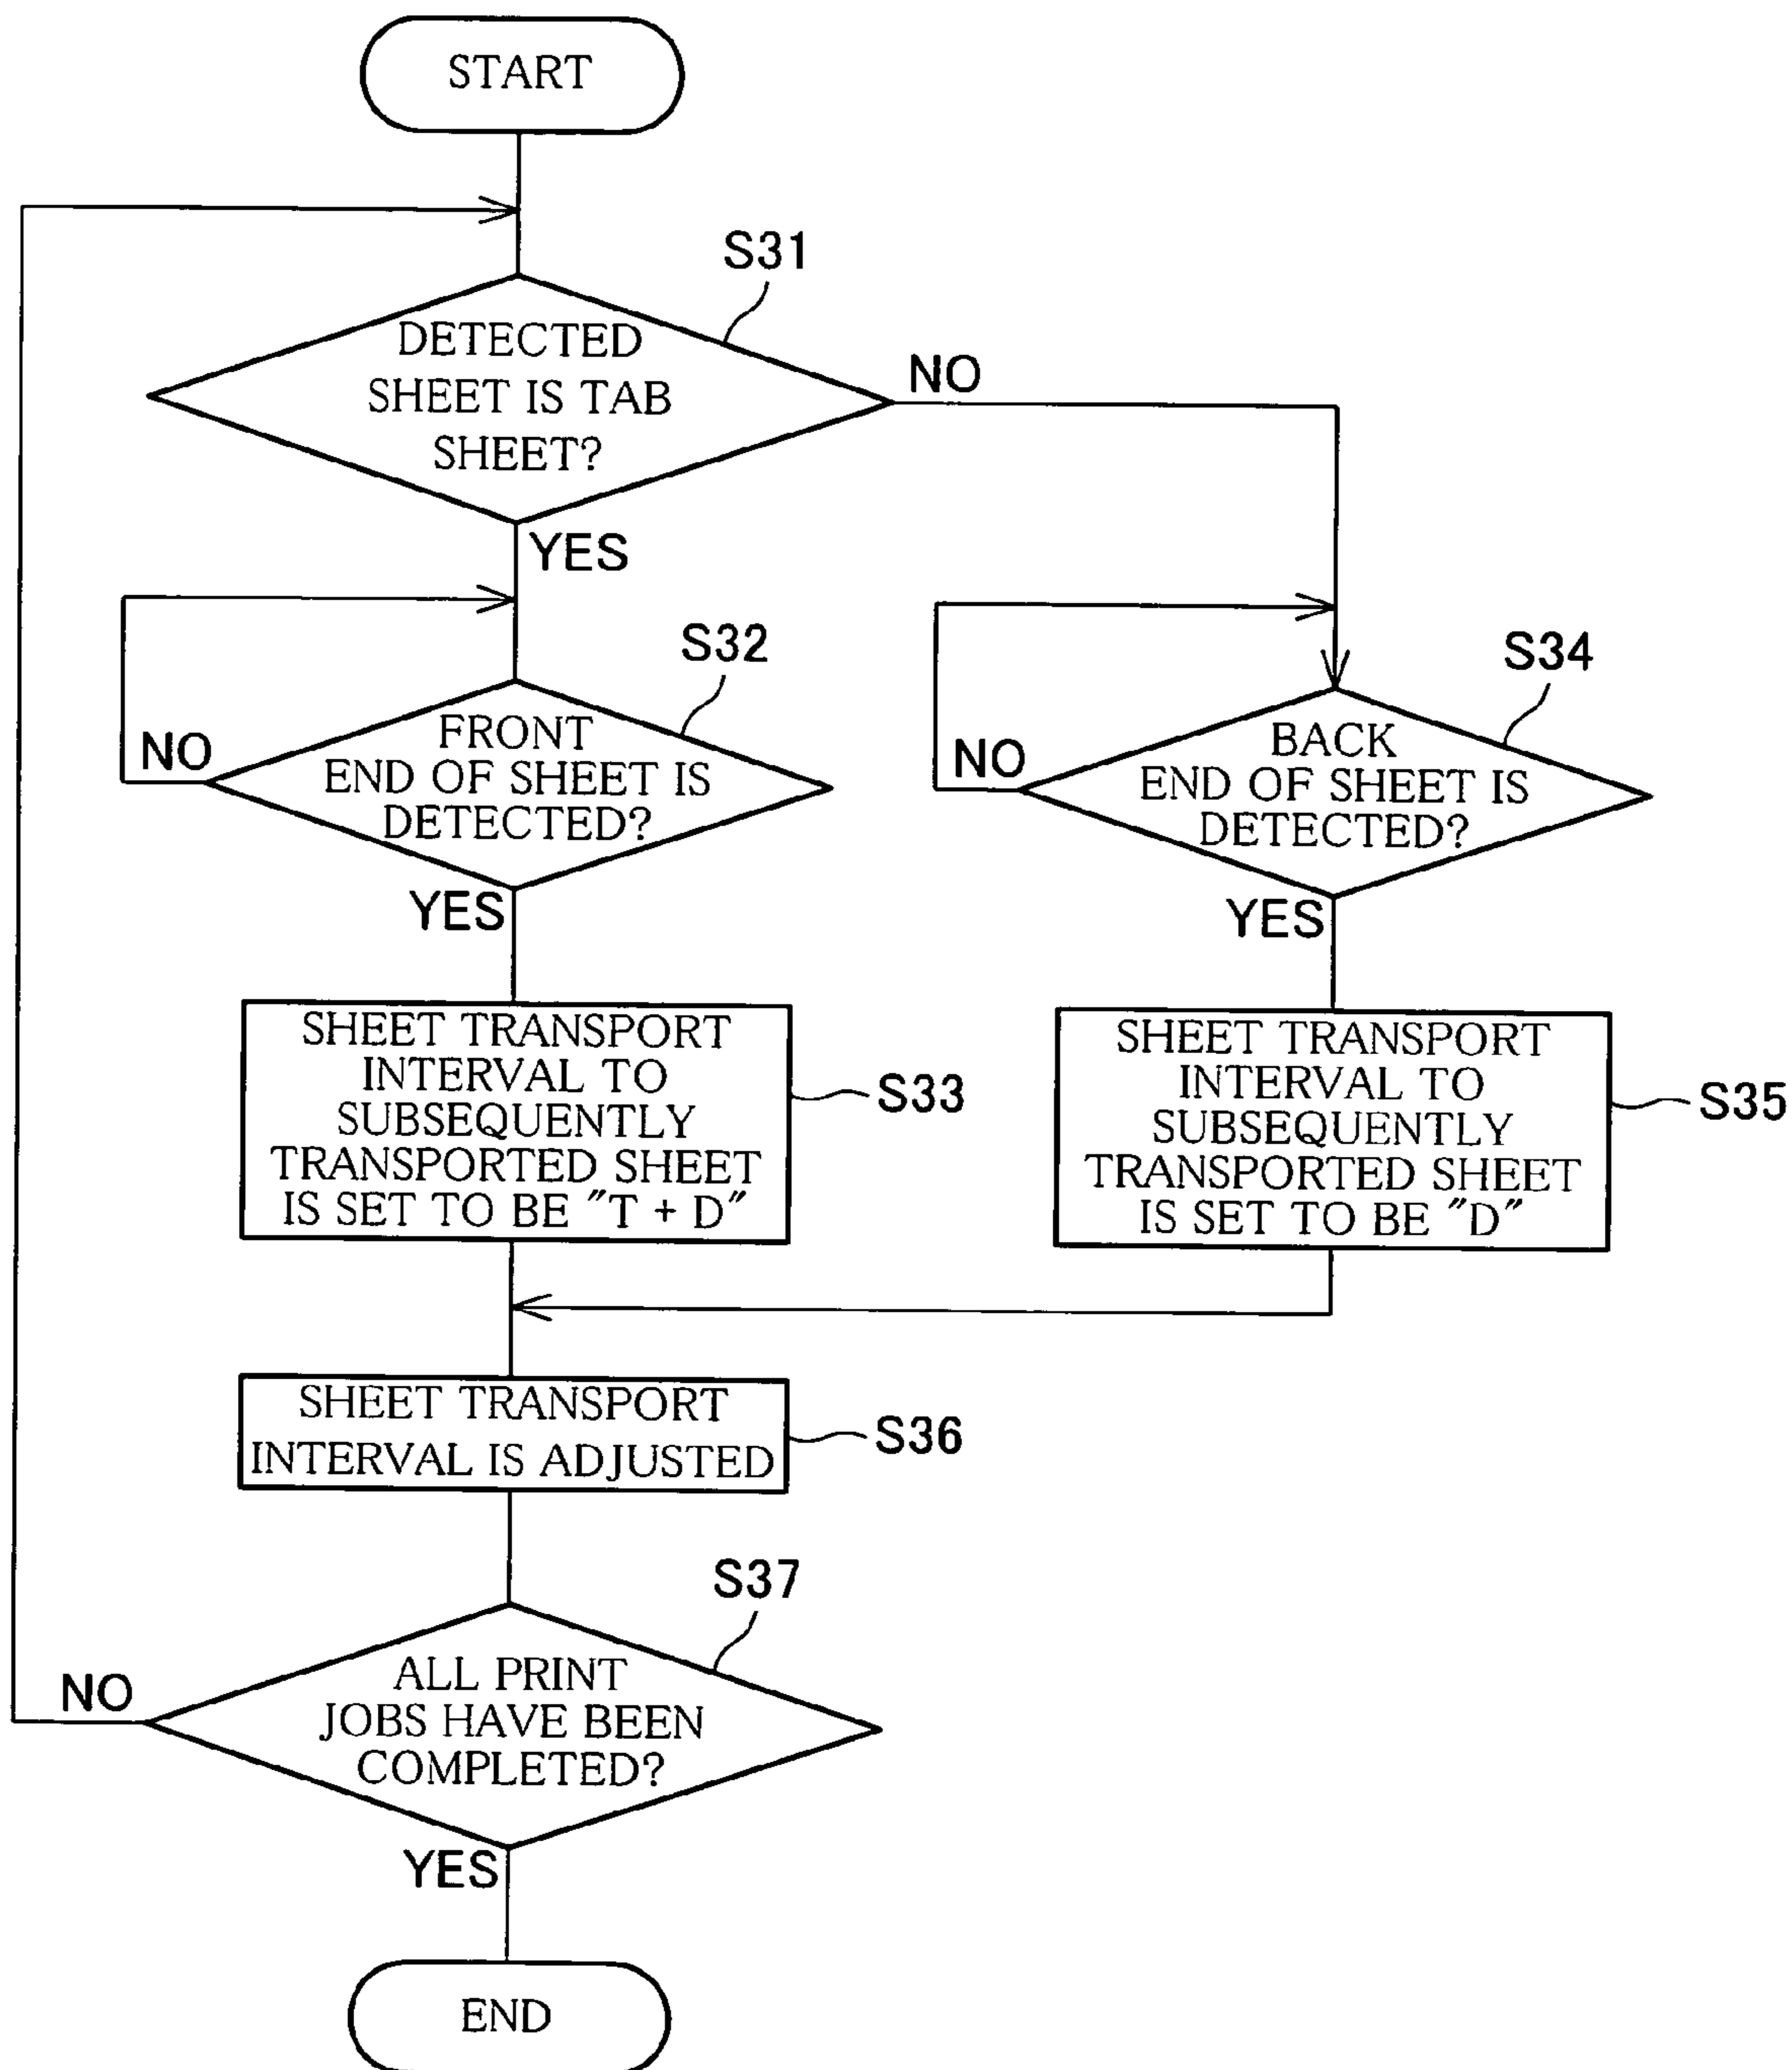 START
S31
DETECTED
SHEET IS TAB
SHEET?
NO
YES
S32
FRONT
END OF SHEET IS
DETECTED?
NO
YES
S34
BACK
END OF SHEET IS
DETECTED?
NO
YES
SHEET TRANSPORT
INTERVAL TO
SUBSEQUENTLY
TRANSPORTED SHEET
IS SET TO BE "T + D"
S33
SHEET TRANSPORT
INTERVAL TO
SUBSEQUENTLY
TRANSPORTED SHEET
IS SET TO BE "D"
S35
SHEET TRANSPORT
INTERVAL IS ADJUSTED
S36
S37
ALL PRINT
JOBS HAVE BEEN
COMPLETED?
NO
YES
END